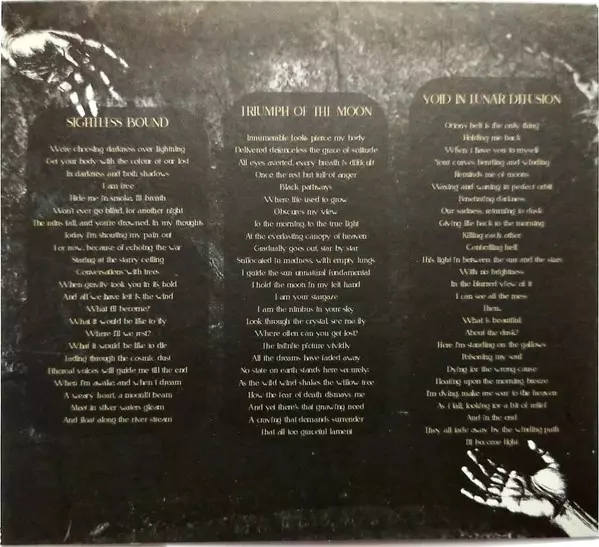 SIGHTLESS BOUND
We're choosing darkness over lightning
Get your body with the colour of our lost
In darkness and both shadows
I am free
Hide me in smoke, I'll breath
Won't ever go blind, for another night
The rains fall, and you're drowned, In my thoughts
Today I'm shouting my pain out
For now, because of echoing the war
Staring at the starry ceiling
Conversations with trees
When gravity took you in its hold
And all we have left is the wind
What I'll become?
What it would be like to fly
Where I'll we rest?
What it would be like to die
Fading through the cosmic dust
Ethereal voices will guide me till the end
When I'm awake and when I dream
A weary heart, a moonlit beam
Meet in silver waters gleam
And float along the river stream
TRIUMPH OF THE MOON
Innumerable looks pierce my body
Delivered defenceless the grace of solitude
All eyes averted, every breath is difficult
Once the rest but full of anger
Black pathways
Where life used to grow
Obscures my view
To the morning, to the true light
At the everlasting canopy of heaven
Gradually goes out, star by star
Suffocated in madness, with empty lungs
I guide the sun unnatural fundamental
I hold the moon in my left hand
I am your stargaze
I am the nimbus in your sky
Look through the crystal, see me fly
Where often can you get lost?
The infinite picture vividly
All the dreams have faded away
No state on earth stands here securely:
As the wild wind shakes the willow tree
How the fear of death dismays me
And yet there's that gnawing need
A craving that demands surrender
That all too graceful lament
VOID IN LUNAR DIFUSION
Orion's belt is the only thing
Holding me back
When I have you to myself
Your curves bending and winding
Reminds me of moons
Waxing and waning in perfect orbit
Penetrating darkness
Our sadness, returning to dusk
Giving life back to the morning
Killing each other
Controlling hell
This light in between the sun and the stars
With no brightness
In the blurred view of it
I can see all the mess
Then..
What is beautiful
About the dusk?
Here I'm standing on the gallows
Poisoning my soul
Dying for the wrong cause
Floating upon the morning breeze
I'm dying, make me soar to the heaven
As I fall, looking for a bit of relief
And in the end
They all fade away by the winding path
I'll become light